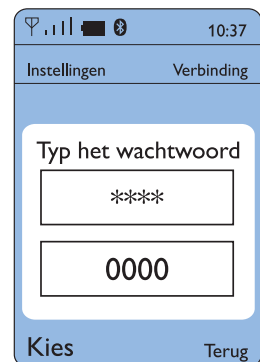 10:37
Instellingen Verbinding
Typ het wachtwoord
****
0000
Kies Terug